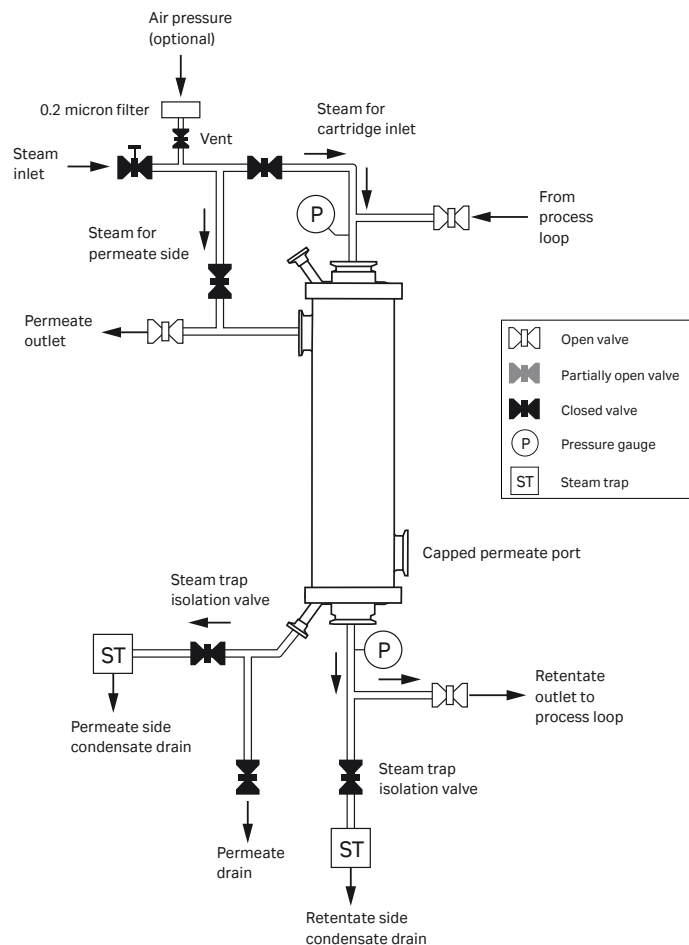 Air pressure
(optional)
0.2 micron filter
Vent
Steam for
cartridge inlet
Steam
inlet
P
From
process
loop
Steam for
permeate side
Permeate
outlet
Open valve
Partially open valve
Closed valve
P
Pressure gauge
ST
Steam trap
Capped permeate port
Steam trap
isolation valve
ST
P
Retentate
outlet to
process loop
Permeate side
condensate drain
Steam trap
isolation valve
Permeate
drain
ST
Retentate side
condensate drain